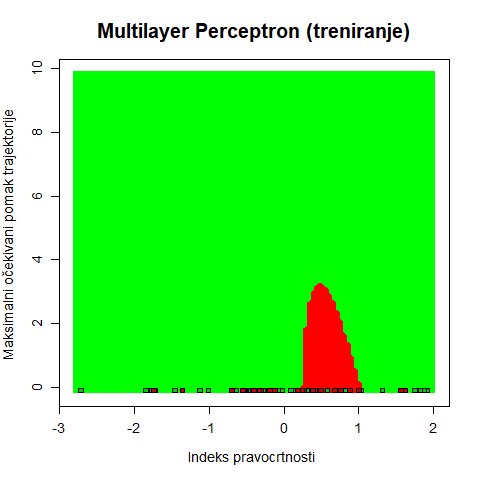 Multilayer Perceptron (treniranje)
Maksimalni očekivani pomak trajektorije
10
8
6
4
2
0
-3 -2 -1 0 1 2
Indeks pravocrtnosti